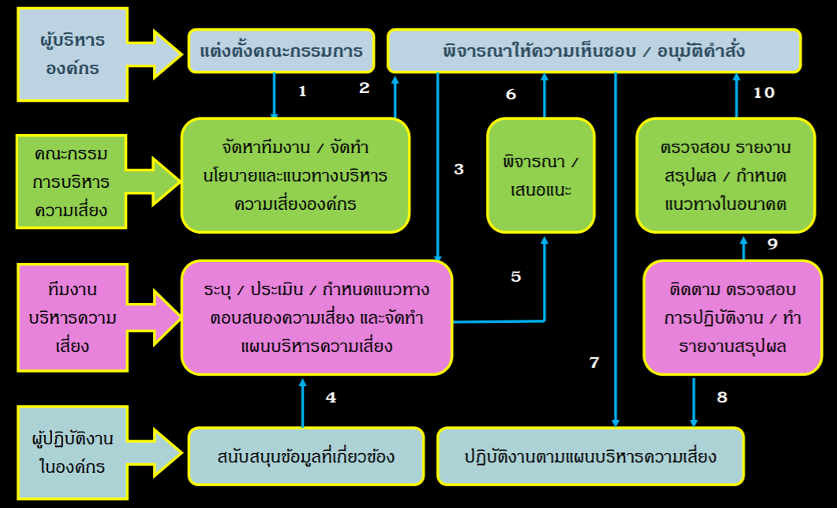 ผู้บริหาร
องค์กร
แต่งตั้งคณะกรรมการ
พิจารณาให้ความเห็นชอบ / อนุมัติคำสั่ง
1
2
6
10
คณะกรรม
การบริหาร
ความเสี่ยง
จัดหาทีมงาน / จัดทำ
นโยบายและแนวทางบริหาร
ความเสี่ยงองค์กร
3
พิจารณา /
เสนอแนะ
ตรวจสอบ รายงาน
สรุปผล / กำหนด
แนวทางในอนาคต
9
ทีมงาน
บริหารความ
เสี่ยง
ระบุ / ประเมิน / กำหนดแนวทาง
ตอบสนองความเสี่ยง และจัดทำ
แผนบริหารความเสี่ยง
5
ติดตาม ตรวจสอบ
การปฏิบัติงาน / ทำ
รายงานสรุปผล
7
4
8
ผู้ปฏิบัติงาน
ในองค์กร
สนับสนุนข้อมูลที่เกี่ยวข้อง
ปฏิบัติงานตามแผนบริหารความเสี่ยง